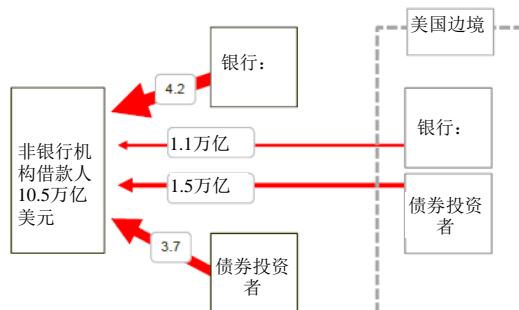 美国边境
银行：
4.2
非银行机
构借款人
10.5万亿
美元
1.1万亿
银行：
1.5万亿
债券投资
者
3.7
债券投资
者